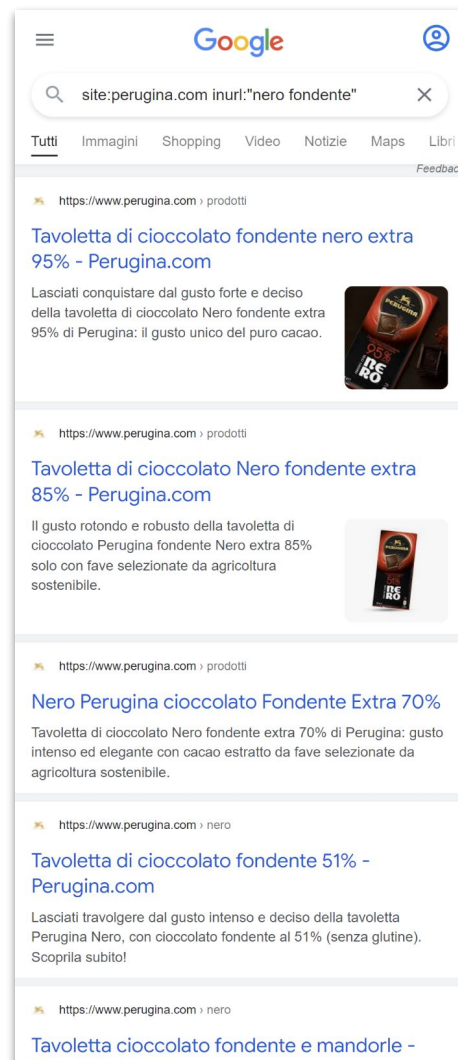 Google
site:perugina.com inurl:"nero fondente"
Tutti Immagini Shopping Video Notizie Maps Libri
Feedbac
https://www.perugina.com › prodotti
Tavoletta di cioccolato fondente nero extra
95% - Perugina.com
Lasciati conquistare dal gusto forte e deciso
della tavoletta di cioccolato Nero fondente extra
95% di Perugina: il gusto unico del puro cacao.
PERUGINA
95%
NE
RO
https://www.perugina.com › prodotti
Tavoletta di cioccolato Nero fondente extra
85% - Perugina.com
Il gusto rotondo e robusto della tavoletta di
cioccolato Perugina fondente Nero extra 85%
solo con fave selezionate da agricoltura
sostenibile.
PERUGINA
51%
NE
RO
https://www.perugina.com › prodotti
Nero Perugina cioccolato Fondente Extra 70%
Tavoletta di cioccolato Nero fondente extra 70% di Perugina: gusto
intenso ed elegante con cacao estratto da fave selezionate da
agricoltura sostenibile.
https://www.perugina.com › nero
Tavoletta di cioccolato fondente 51% -
Perugina.com
Lasciati travolgere dal gusto intenso e deciso della tavoletta
Perugina Nero, con cioccolato fondente al 51% (senza glutine).
Scoprila subito!
https://www.perugina.com › nero
Tavoletta cioccolato fondente e mandorle -